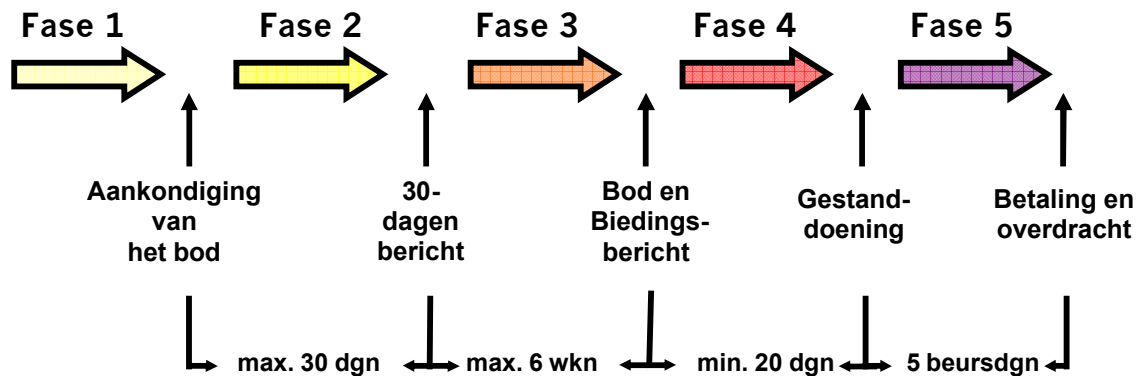 Fase 1
Fase 2
Fase 3
Fase 4
Fase 5
Aankondiging
van
het bod
30-
dagen
bericht
Bod en
Biedings-
bericht
Gestand-
doening
Betaling en
overdracht
max. 30 dgn
max. 6 wkn
min. 20 dgn
5 beursdgn